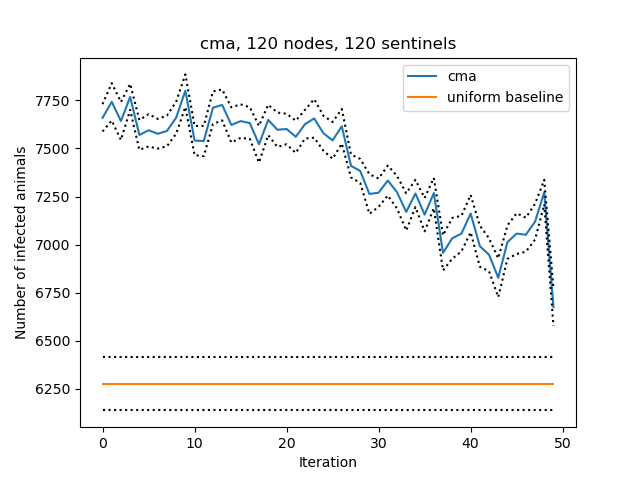 cma, 120 nodes, 120 sentinels
cma
uniform baseline
Number of infected animals
7750
7500
7250
7000
6750
6500
6250
0 10 20 30 40 50
Iteration